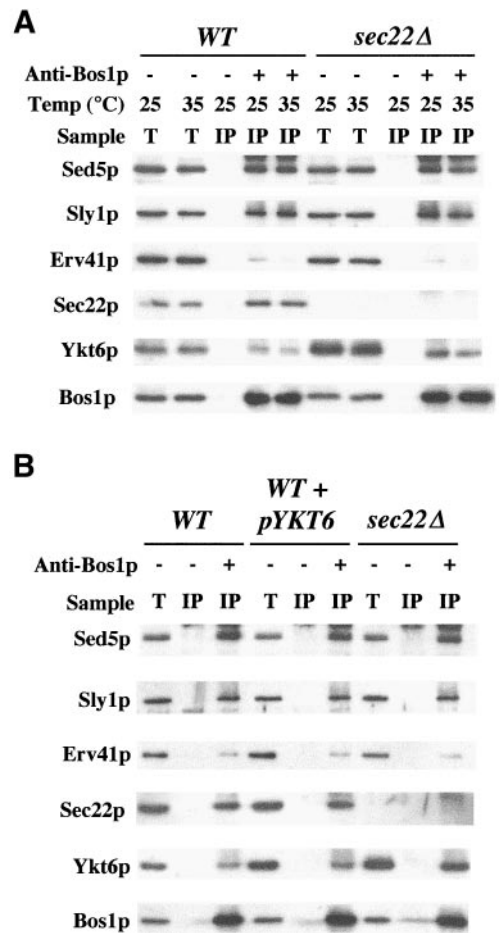 A
WT sec22Δ
Anti-Bos1p - - - + + - - - + +
Temp (°C) 25 35 25 25 35 25 35 25 25 35
Sample T T IP IP IP T T IP IP IP
Sed5p
Sly1p
Erv41p
Sec22p
Ykt6p
Bos1p
B
WT +
WT pYKT6 sec22Δ
Anti-Bos1p - - + - - + - - +
Sample T IP IP T IP IP T IP IP
Sed5p
Sly1p
Erv41p
Sec22p
Ykt6p
Bos1p